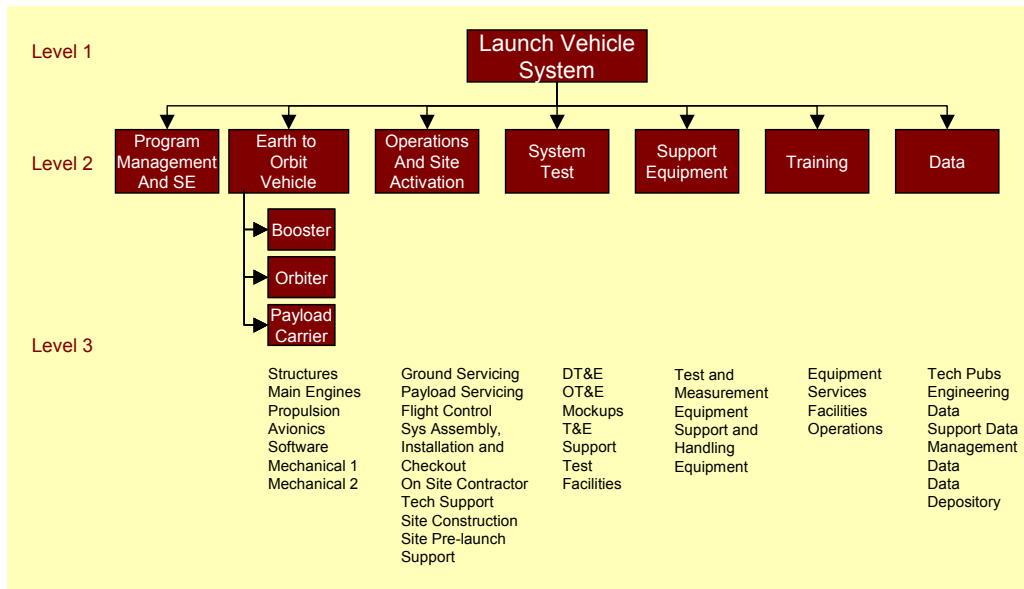 Level 1
Launch Vehicle
System
Level 2
Program
Management
And SE
Earth to
Orbit
Vehicle
Operations
And Site
Activation
System
Test
Support
Equipment
Training
Data
Booster
Orbiter
Payload
Carrier
Level 3
Structures
Main Engines
Propulsion
Avionics
Software
Mechanical 1
Mechanical 2
Ground Servicing
Payload Servicing
Flight Control
Sys Assembly,
Installation and
Checkout
On Site Contractor
Tech Support
Site Construction
Site Pre-launch
Support
DT&E
OT&E
Mockups
T&E
Support
Test
Facilities
Test and
Measurement
Equipment
Support and
Handling
Equipment
Equipment
Services
Facilities
Operations
Tech Pubs
Engineering
Data
Support Data
Management
Data
Data
Depository